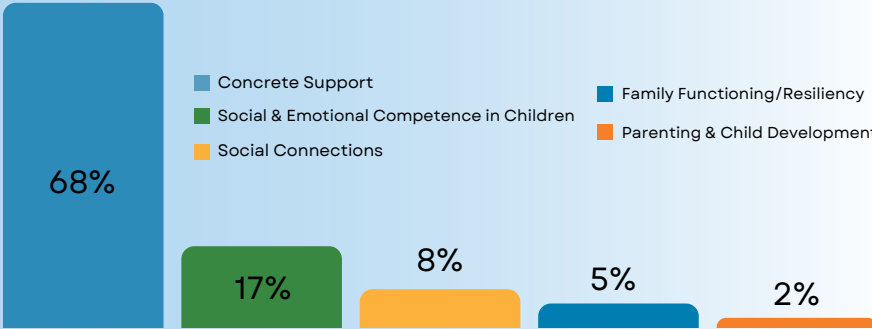 Concrete Support
Social & Emotional Competence in Children
Social Connections
Family Functioning/Resiliency
Parenting & Child Development
68%
17%
8%
5%
2%